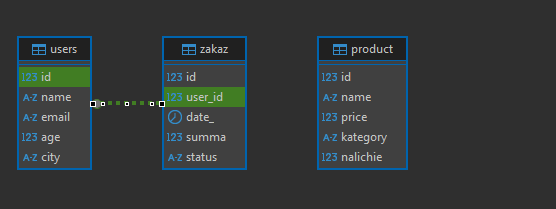 users
123 id
A-Z name
A-Z email
123 age
A-Z city
zakaz
123 id
123 user_id
date_
123 summa
A-Z status
product
123 id
A-Z name
123 price
A-Z kategory
123 nalichie